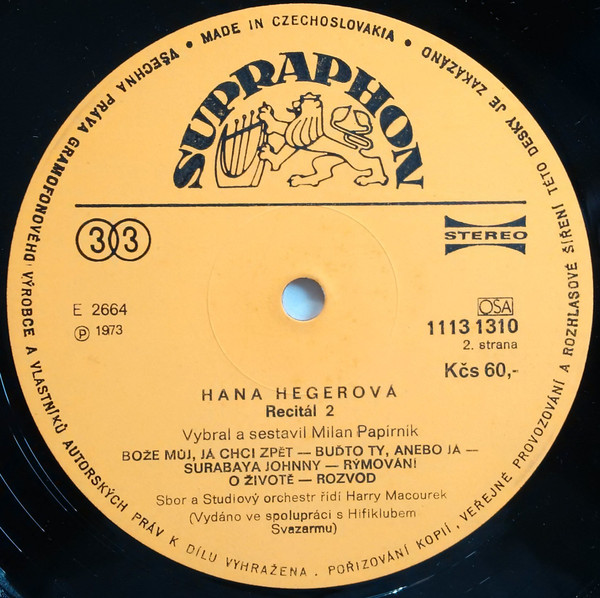 VŠECHNA PRÁVA GRAMOFONOVÉHO VÝROBCE A VLASTNÍKŮ AUTORSKÝCH PRÁV K DÍLU VYHRAŽENA. POŘIZOVÁNÍ KOPIÍ, VEŘEJNÉ PROVOZOVÁNÍ A ROZHLASOVÉ ŠÍŘENÍ TÉTO DESKY JE ZAKÁZÁNO
• MADE IN CZECHOSLOVAKIA •
SUPRAPHON
33
STEREO
E 2664
Ⓟ 1973
OSA
1113 1310
2. strana
Kčs 60,-
HANA HEGEROVÁ
Recitál 2
Vybral a sestavil Milan Papírník
BOŽE MŮJ, JÁ CHCI ZPĚT — BUĎTO TY, ANEBO JÁ —
SURABAYA JOHNNY — RÝMOVÁNÍ
O ŽIVOTĚ — ROZVOD
Sbor a Studiový orchestr řídí Harry Macourek
(Vydáno ve spolupráci s Hifiklubem
Svazarmu)